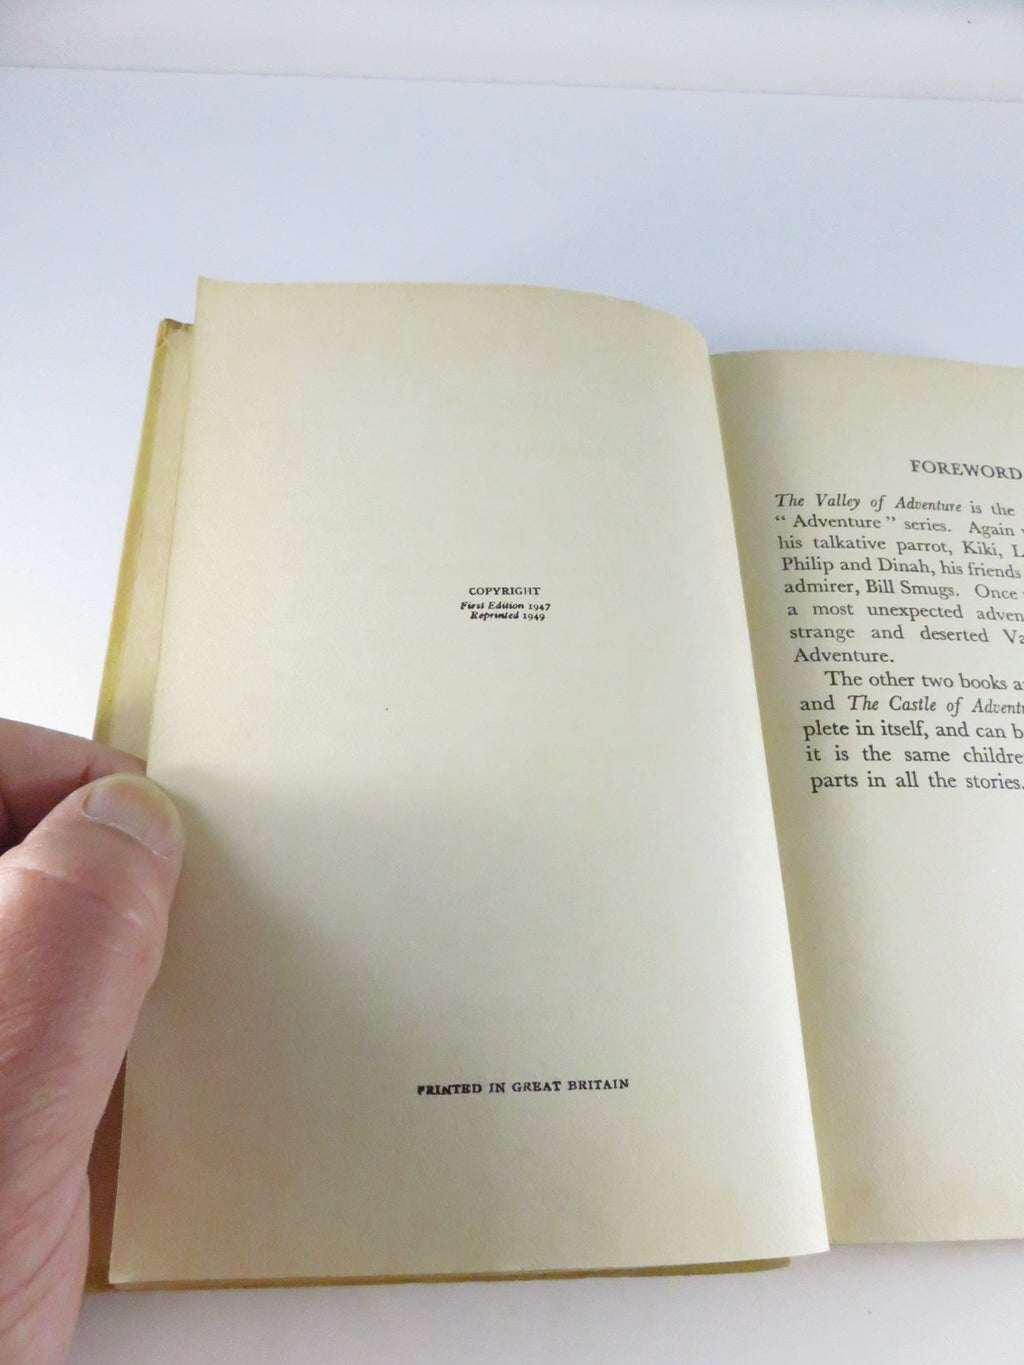 COPYRIGHT
First Edition 1947
Reprinted 1949
PRINTED IN GREAT BRITAIN
FOREWORD
The Valley of Adventure is the
“ Adventure ” series. Again
his talkative parrot, Kiki, L
Philip and Dinah, his friends
admirer, Bill Smugs. Once
a most unexpected adven
strange and deserted Va
Adventure.
The other two books a
and The Castle of Adventu
plete in itself, and can b
it is the same childre
parts in all the stories.